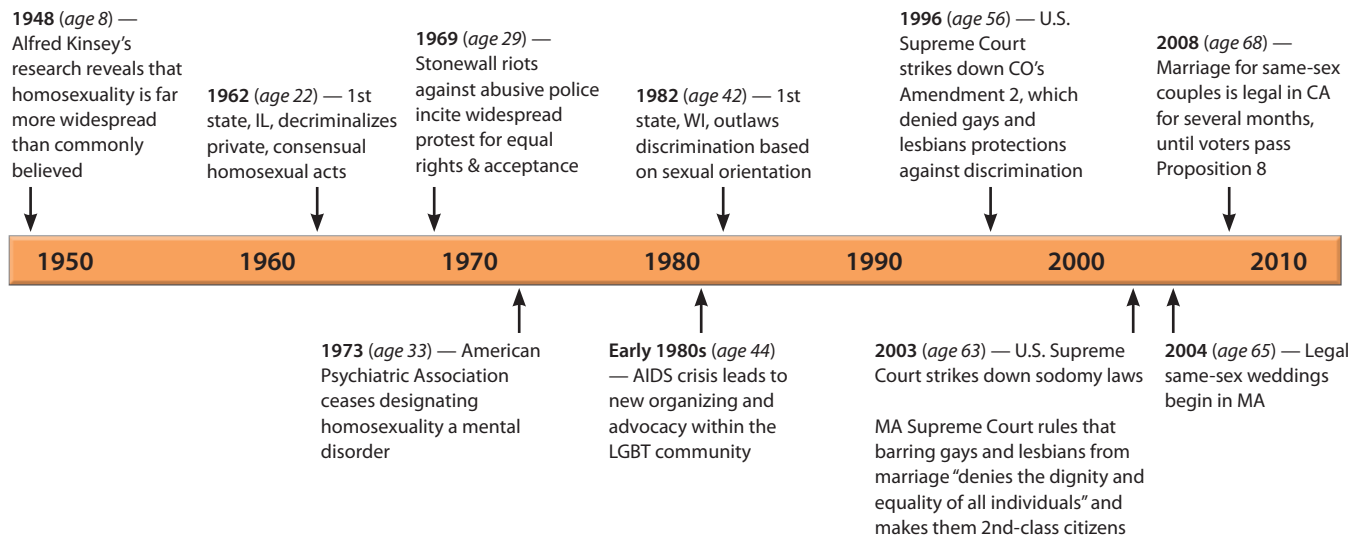 1948 (age 8) —
Alfred Kinsey's
research reveals that
homosexuality is far
more widespread
than commonly
believed
1962 (age 22) — 1st
state, IL, decriminalizes
private, consensual
homosexual acts
1969 (age 29) —
Stonewall riots
against abusive police
incite widespread
protest for equal
rights & acceptance
1982 (age 42) — 1st
state, WI, outlaws
discrimination based
on sexual orientation
1996 (age 56) — U.S.
Supreme Court
strikes down CO's
Amendment 2, which
denied gays and
lesbians protections
against discrimination
2008 (age 68) —
Marriage for same-sex
couples is legal in CA
for several months,
until voters pass
Proposition 8
1950 1960 1970 1980 1990 2000 2010
1973 (age 33) — American
Psychiatric Association
ceases designating
homosexuality a mental
disorder
Early 1980s (age 44)
— AIDS crisis leads to
new organizing and
advocacy within the
LGBT community
2003 (age 63) — U.S. Supreme
Court strikes down sodomy laws
MA Supreme Court rules that
barring gays and lesbians from
marriage "denies the dignity and
equality of all individuals" and
makes them 2nd-class citizens
2004 (age 65) — Legal
same-sex weddings
begin in MA